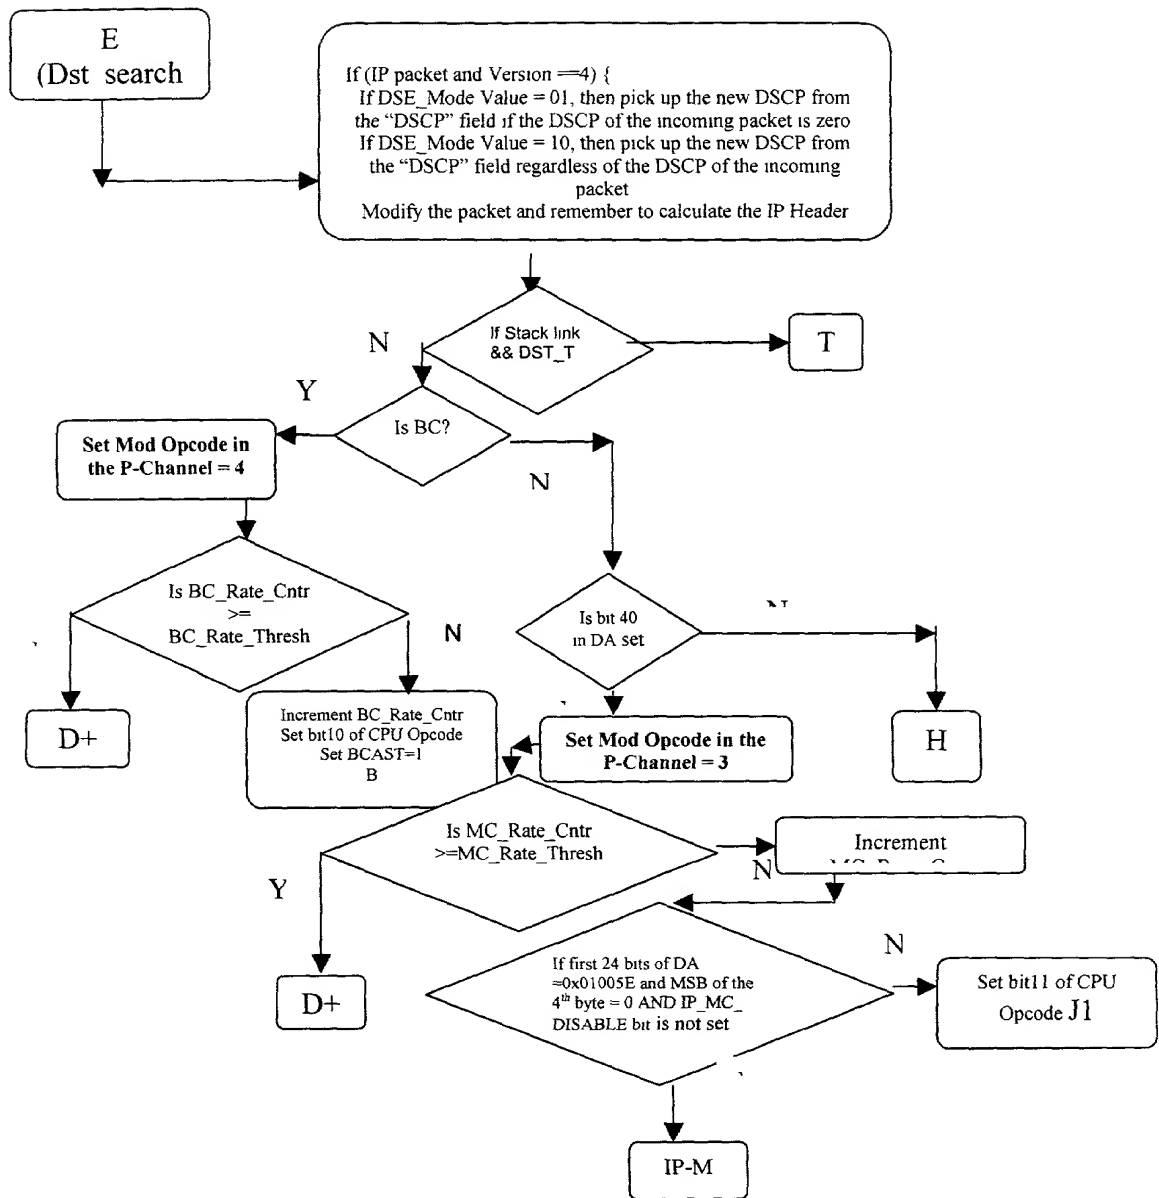 E
(Dst search
If (IP packet and Version ==4) {
If DSE_Mode Value = 01, then pick up the new DSCP from
the “DSCP” field if the DSCP of the incoming packet is zero
If DSE_Mode Value = 10, then pick up the new DSCP from
the “DSCP” field regardless of the DSCP of the incoming
packet
Modify the packet and remember to calculate the IP Header
If Stack link
&& DST_T
T
N
Y
Is BC?
Set Mod Opcode in
the P-Channel = 4
N
Is BC_Rate_Cntr
>=
BC_Rate_Thresh
N
Is bit 40
in DA set
D+
Increment BC_Rate_Cntr
Set bit10 of CPU Opcode
Set BCAST=1
B
Set Mod Opcode in the
P-Channel = 3
H
Is MC_Rate_Cntr
>=MC_Rate_Thresh
Increment
N
Y
D+
If first 24 bits of DA
=0x01005E and MSB of the
4th byte = 0 AND IP_MC_
DISABLE bit is not set
N
Set bit11 of CPU
Opcode J1
IP-M